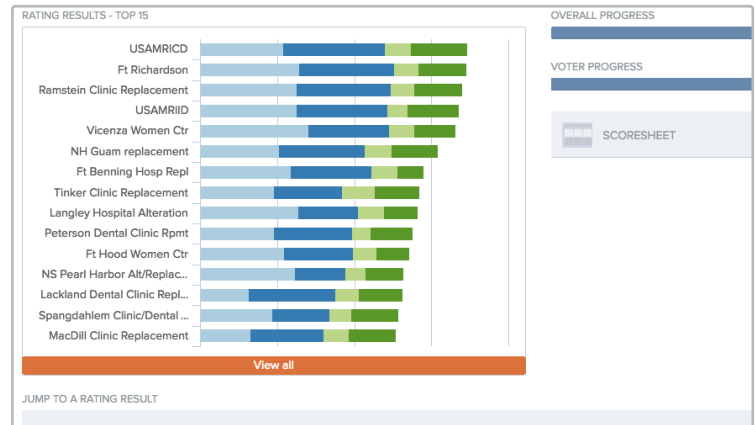 RATING RESULTS - TOP 15
USAMRICD
Ft Richardson
Ramstein Clinic Replacement
USAMRIID
Vicenza Women Ctr
NH Guam replacement
Ft Benning Hosp Repl
Tinker Clinic Replacement
Langley Hospital Alteration
Peterson Dental Clinic Rpmt
Ft Hood Women Ctr
NS Pearl Harbor Alt/Replac...
Lackland Dental Clinic Repl...
Spangdahlem Clinic/Dental ...
MacDill Clinic Replacement
View all
JUMP TO A RATING RESULT
OVERALL PROGRESS
VOTER PROGRESS
SCORESHEET